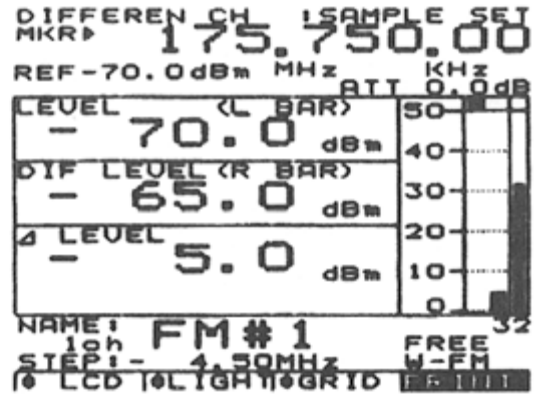 DIFFEREN CH :SAMPLE SET
MKR▶ 175.750.00
REF-70.0dBm MHz KHz
ATT 0.0dB
LEVEL (L BAR)
- 70.0 dBm
DIF LEVEL(R BAR)
- 65.0 dBm
⊿ LEVEL
- 5.0 dBm
50
40
30
20
10
0
32
NAME: FM#1
1ch
FREE
STEP:- 4.50MHz W-FM
LCD LIGHT GRID